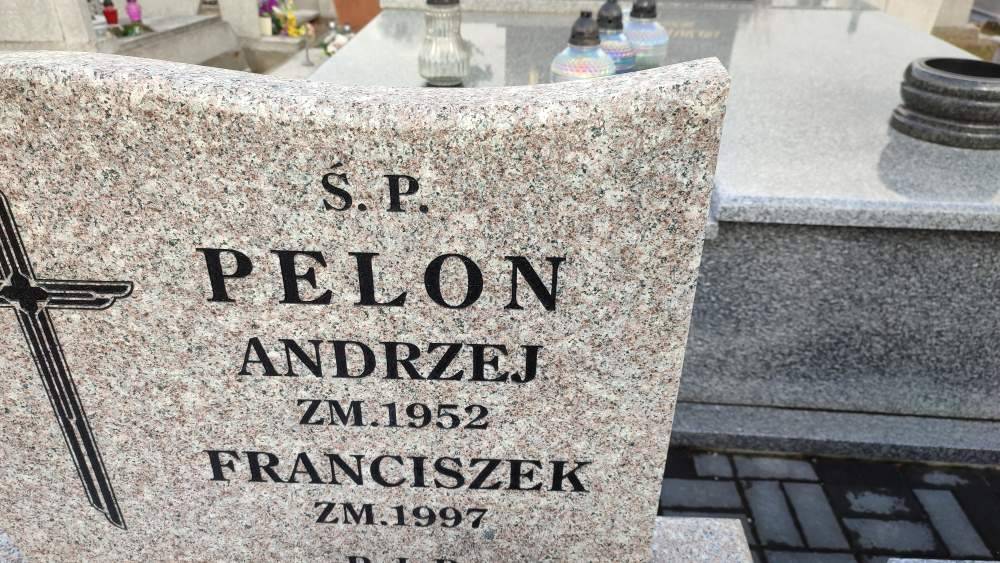 Ś. P.
PELON
ANDRZEJ
ZM.1952
FRANCISZEK
ZM.1997